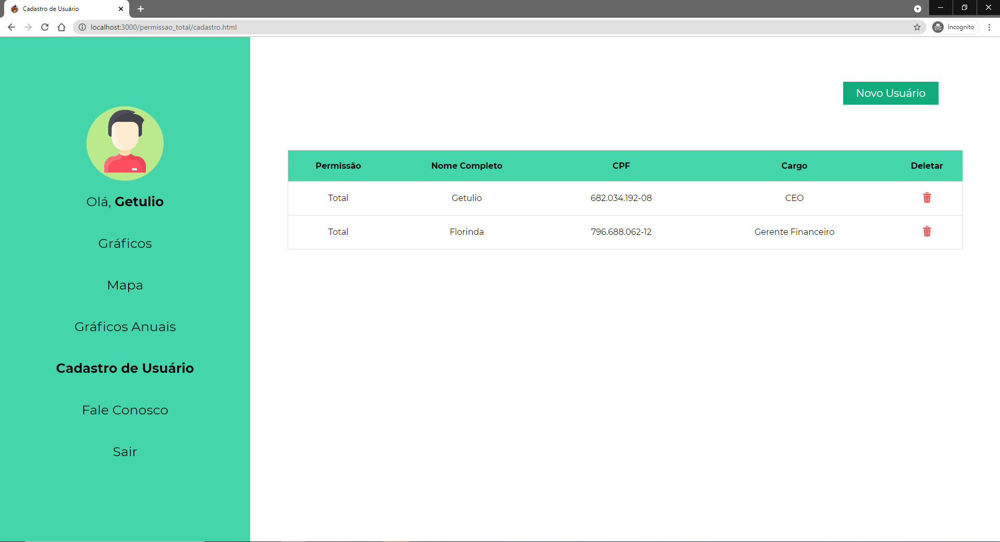 Cadastro de Usuário
localhost:3000/permissao_total/cadastro.html
Incognito
Olá, Getulio
Gráficos
Mapa
Gráficos Anuais
Cadastro de Usuário
Fale Conosco
Sair
Novo Usuário
Permissão Nome Completo CPF Cargo Deletar
Total Getulio 682.034.192-08 CEO
Total Florinda 796.688.062-12 Gerente Financeiro